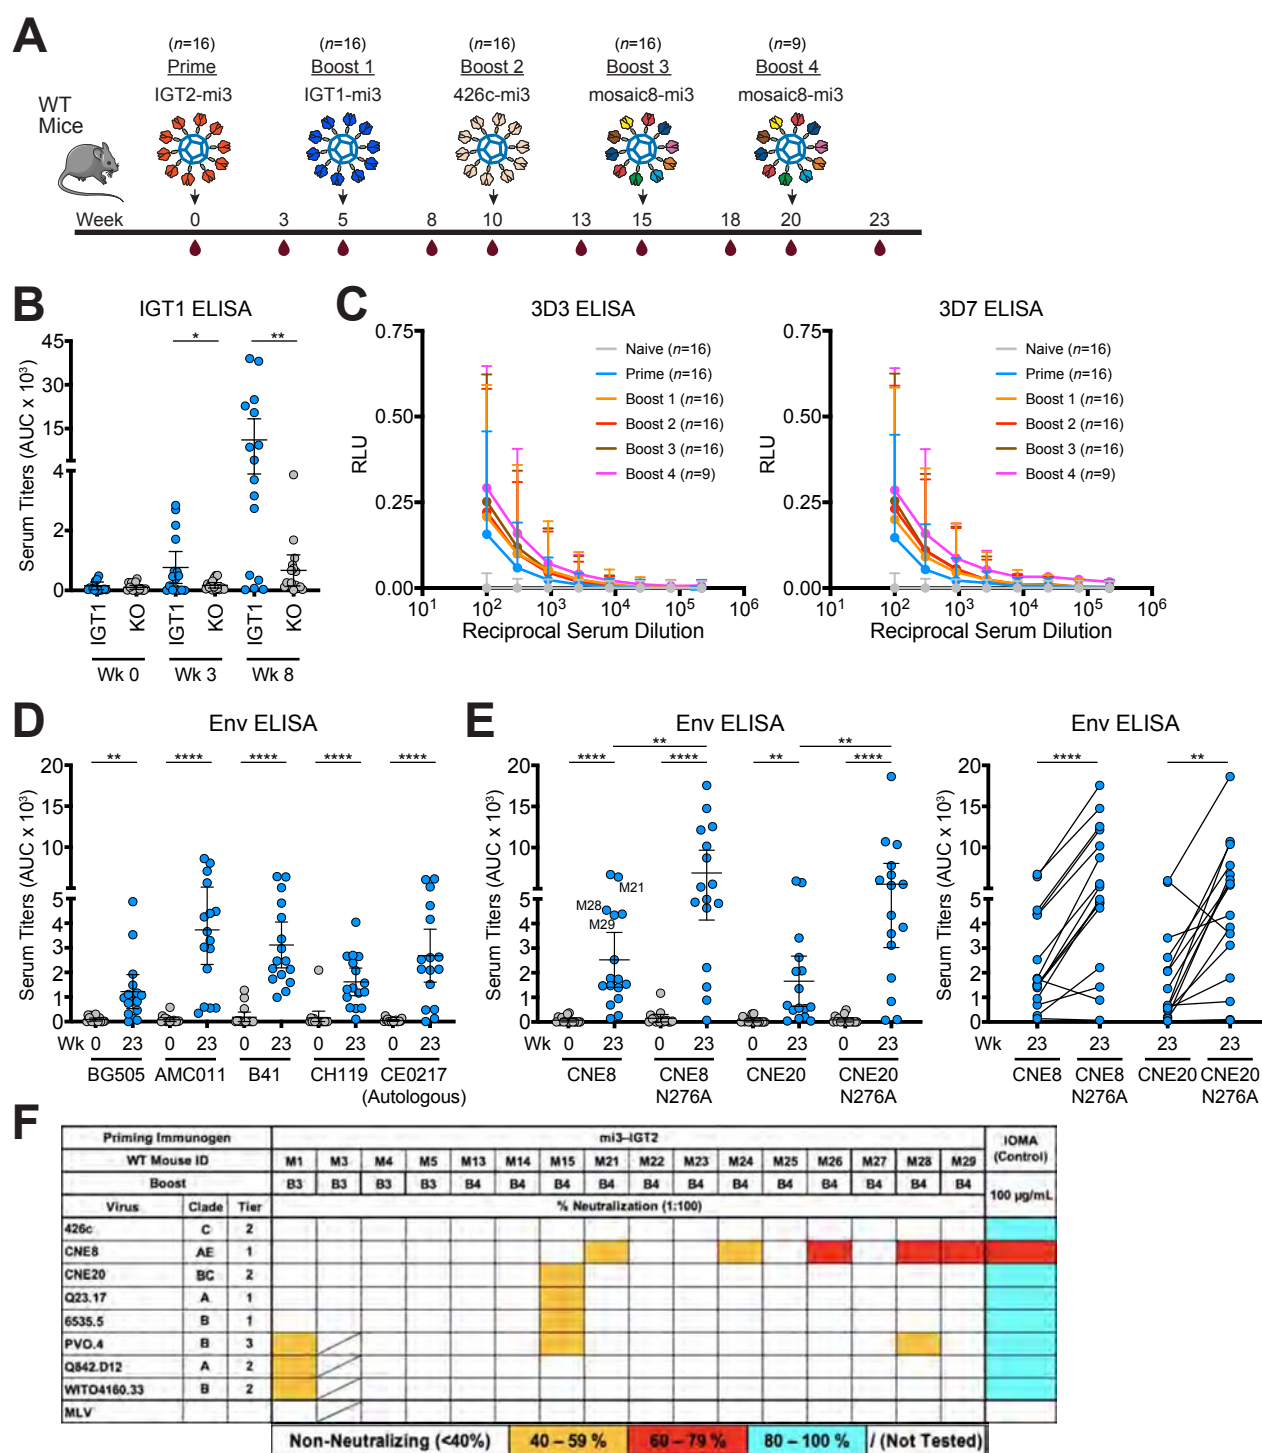 A
(n=16)
Prime
IGT2-mi3
(n=16)
Boost 1
IGT1-mi3
(n=16)
Boost 2
426c-mi3
(n=16)
Boost 3
mosaic8-mi3
(n=9)
Boost 4
mosaic8-mi3
WT
Mice
Week 0 3 5 8 10 13 15 18 20 23
B
IGT1 ELISA
Serum Titers (AUC x 10³)
45
30
15
4
2
0
* **
IGT1 KO IGT1 KO IGT1 KO
Wk 0 Wk 3 Wk 8
C
3D3 ELISA
RLU
0.75
0.50
0.25
0.00
Naive (n=16)
Prime (n=16)
Boost 1 (n=16)
Boost 2 (n=16)
Boost 3 (n=16)
Boost 4 (n=9)
10¹ 10² 10³ 10⁴ 10⁵ 10⁶
Reciprocal Serum Dilution
3D7 ELISA
RLU
0.75
0.50
0.25
0.00
Naive (n=16)
Prime (n=16)
Boost 1 (n=16)
Boost 2 (n=16)
Boost 3 (n=16)
Boost 4 (n=9)
10¹ 10² 10³ 10⁴ 10⁵ 10⁶
Reciprocal Serum Dilution
D
Env ELISA
Serum Titers (AUC x 10³)
** **** **** **** ****
20
15
10
5
4
3
2
1
0
Wk 0 23 0 23 0 23 0 23 0 23
BG505 AMC011 B41 CH119 CE0217
(Autologous)
E
Env ELISA
Serum Titers (AUC x 10³)
** **
**** **** ** ****
20
15
10
5
4
3
2
1
0
M21
M28
M29
Wk 0 23 0 23 0 23 0 23
CNE8 CNE8 CNE20 CNE20
N276A N276A
Env ELISA
Serum Titers (AUC x 10³)
**** **
20
15
10
5
4
3
2
1
0
Wk 23 23 23 23
CNE8 CNE8 CNE20 CNE20
N276A N276A
F
Priming Immunogen mi3–IGT2 IOMA
(Control)
WT Mouse ID M1 M3 M4 M5 M13 M14 M15 M21 M22 M23 M24 M25 M26 M27 M28 M29
Boost B3 B3 B3 B3 B4 B4 B4 B4 B4 B4 B4 B4 B4 B4 B4 B4 100 µg/mL
Virus Clade Tier % Neutralization (1:100)
426c C 2
CNE8 AE 1
CNE20 BC 2
Q23.17 A 1
6535.5 B 1
PVO.4 B 3
Q842.D12 A 2
WITO4160.33 B 2
MLV
Non-Neutralizing (<40%) 40 – 59 % 60 – 79 % 80 – 100 % / (Not Tested)